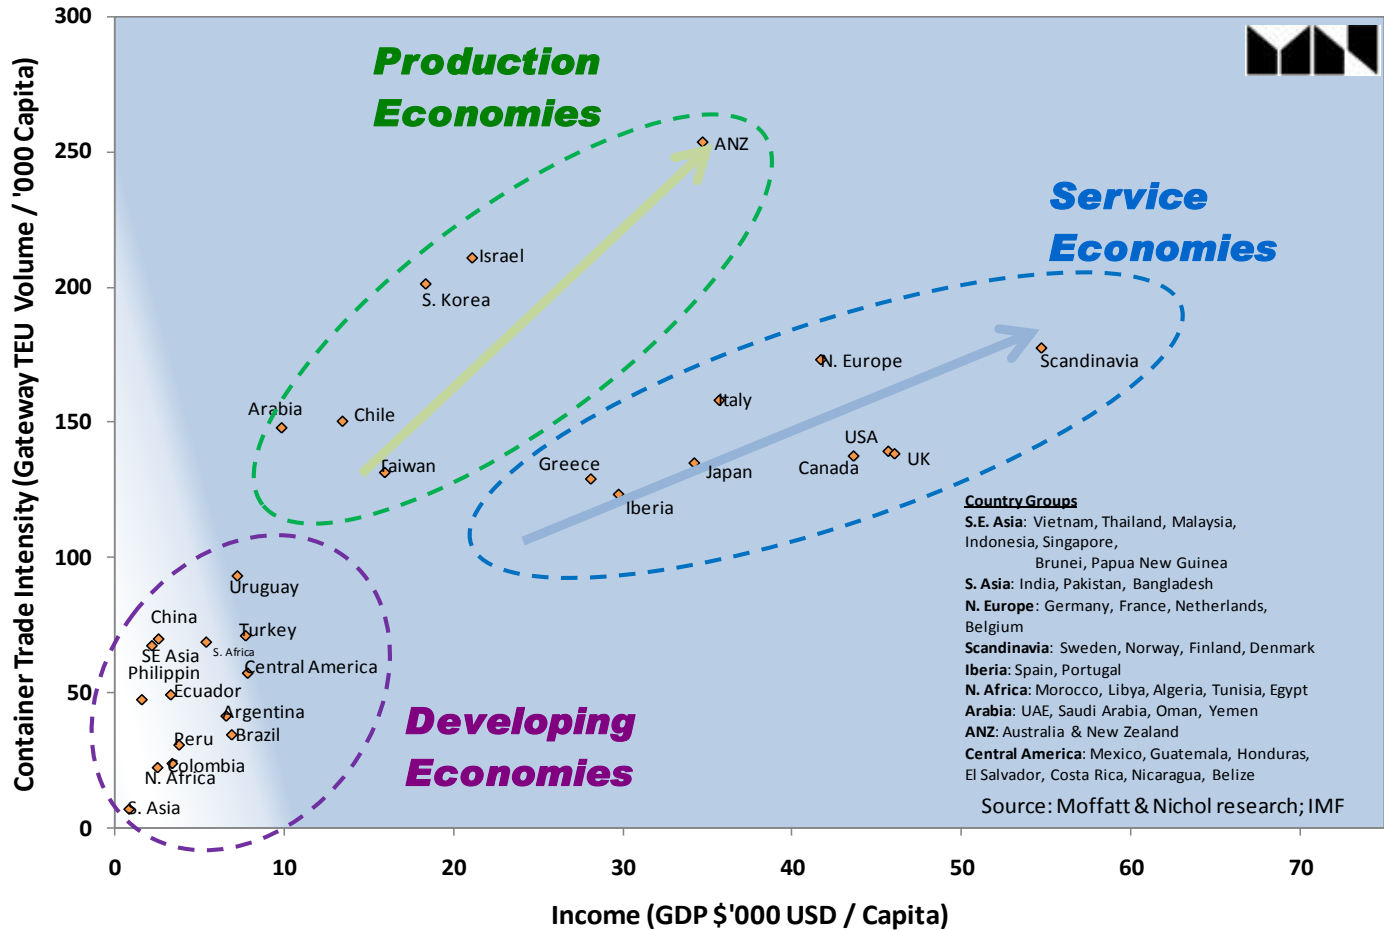 Production
Economies
Service
Economies
Developing
Economies
Container Trade Intensity (Gateway TEU Volume / '000 Capita)
300
250
200
150
100
50
0
ANZ
Israel
S. Korea
Arabia
Chile
Taiwan
N. Europe
Scandinavia
Italy
USA
UK
Canada
Greece
Japan
Iberia
Uruguay
China
Turkey
S. Africa
SE Asia
Central America
Philippin
Ecuador
Argentina
Peru
Brazil
Colombia
N. Africa
S. Asia
Country Groups
S.E. Asia: Vietnam, Thailand, Malaysia,
Indonesia, Singapore,
Brunei, Papua New Guinea
S. Asia: India, Pakistan, Bangladesh
N. Europe: Germany, France, Netherlands,
Belgium
Scandinavia: Sweden, Norway, Finland, Denmark
Iberia: Spain, Portugal
N. Africa: Morocco, Libya, Algeria, Tunisia, Egypt
Arabia: UAE, Saudi Arabia, Oman, Yemen
ANZ: Australia & New Zealand
Central America: Mexico, Guatemala, Honduras,
El Salvador, Costa Rica, Nicaragua, Belize
Source: Moffatt & Nichol research; IMF
0 10 20 30 40 50 60 70
Income (GDP $'000 USD / Capita)